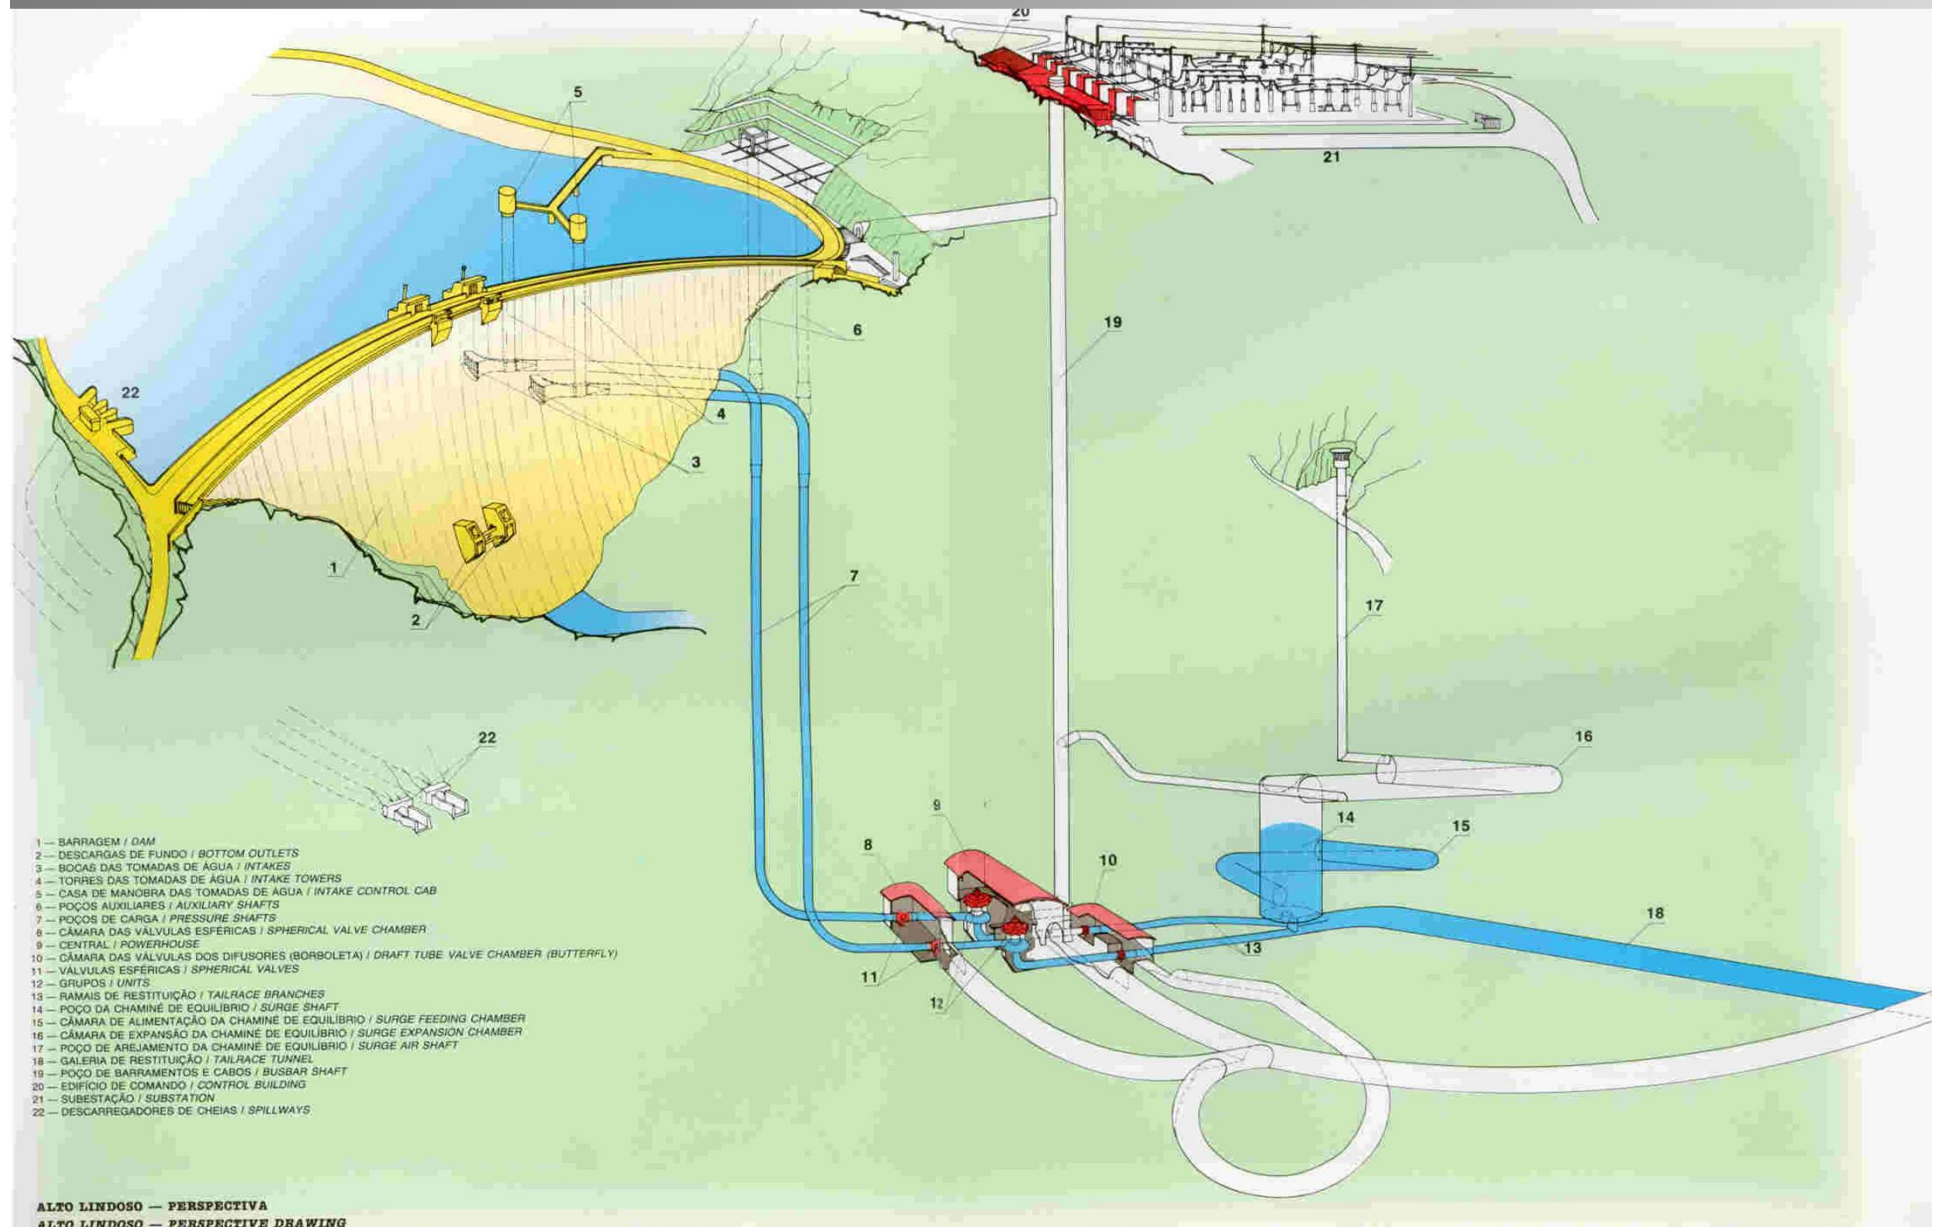 20
5
21
6
19
22
4
3
1
2
7
17
22
16
9
14
15
8
10
18
13
11
12
1 — BARRAGEM / DAM
2 — DESCARGAS DE FUNDO / BOTTOM OUTLETS
3 — BOCAS DAS TOMADAS DE ÁGUA / INTAKES
4 — TORRES DAS TOMADAS DE ÁGUA / INTAKE TOWERS
5 — CASA DE MANOBRA DAS TOMADAS DE ÁGUA / INTAKE CONTROL CAB
6 — POÇOS AUXILIARES / AUXILIARY SHAFTS
7 — POÇOS DE CARGA / PRESSURE SHAFTS
8 — CÂMARA DAS VÁLVULAS ESFÉRICAS / SPHERICAL VALVE CHAMBER
9 — CENTRAL / POWERHOUSE
10 — CÂMARA DAS VÁLVULAS DOS DIFUSORES (BORBOLETA) / DRAFT TUBE VALVE CHAMBER (BUTTERFLY)
11 — VÁLVULAS ESFÉRICAS / SPHERICAL VALVES
12 — GRUPOS / UNITS
13 — RAMAIS DE RESTITUIÇÃO / TAILRACE BRANCHES
14 — POÇO DA CHAMINÉ DE EQUILÍBRIO / SURGE SHAFT
15 — CÂMARA DE ALIMENTAÇÃO DA CHAMINÉ DE EQUILÍBRIO / SURGE FEEDING CHAMBER
16 — CÂMARA DE EXPANSÃO DA CHAMINÉ DE EQUILÍBRIO / SURGE EXPANSION CHAMBER
17 — POÇO DE AREJAMENTO DA CHAMINÉ DE EQUILÍBRIO / SURGE AIR SHAFT
18 — GALERIA DE RESTITUIÇÃO / TAILRACE TUNNEL
19 — POÇO DE BARRAMENTOS E CABOS / BUSBAR SHAFT
20 — EDIFÍCIO DE COMANDO / CONTROL BUILDING
21 — SUBESTAÇÃO / SUBSTATION
22 — DESCARREGADORES DE CHEIAS / SPILLWAYS
ALTO LINDOSO — PERSPECTIVA
ALTO LINDOSO — PERSPECTIVE DRAWING